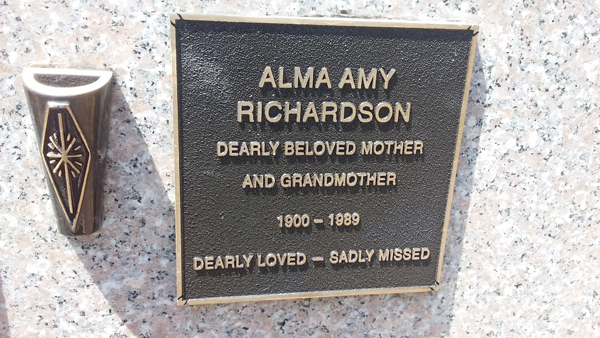 ALMA AMY
RICHARDSON
DEARLY BELOVED MOTHER
AND GRANDMOTHER
1900 – 1989
DEARLY LOVED – SADLY MISSED